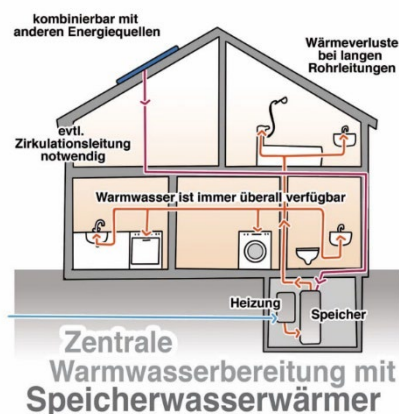 kombinierbar mit
anderen Energiequellen
Wärmeverluste
bei langen
Rohrleitungen
evtl.
Zirkulationsleitung
notwendig
Warmwasser ist immer überall verfügbar
Heizung
Speicher
Zentrale
Warmwasserbereitung mit
Speicherwasserwärmer